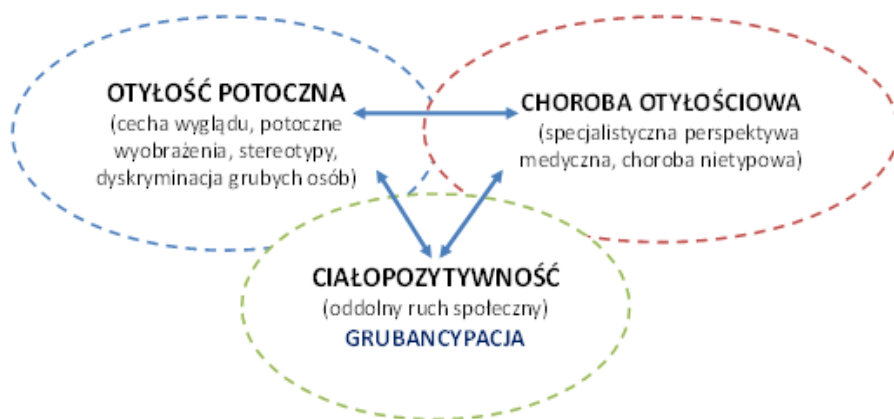 OTYŁOŚĆ POTOCZNA
(cecha wyglądu, potoczne
wyobrażenia, stereotypy,
dyskryminacja grubych osób)
CHOROBA OTYŁOŚCIOWA
(specjalistyczna perspektywa
medyczna, choroba nietypowa)
CIAŁOPOZYTYWNOŚĆ
(oddolny ruch społeczny)
GRUBANCYPACJA